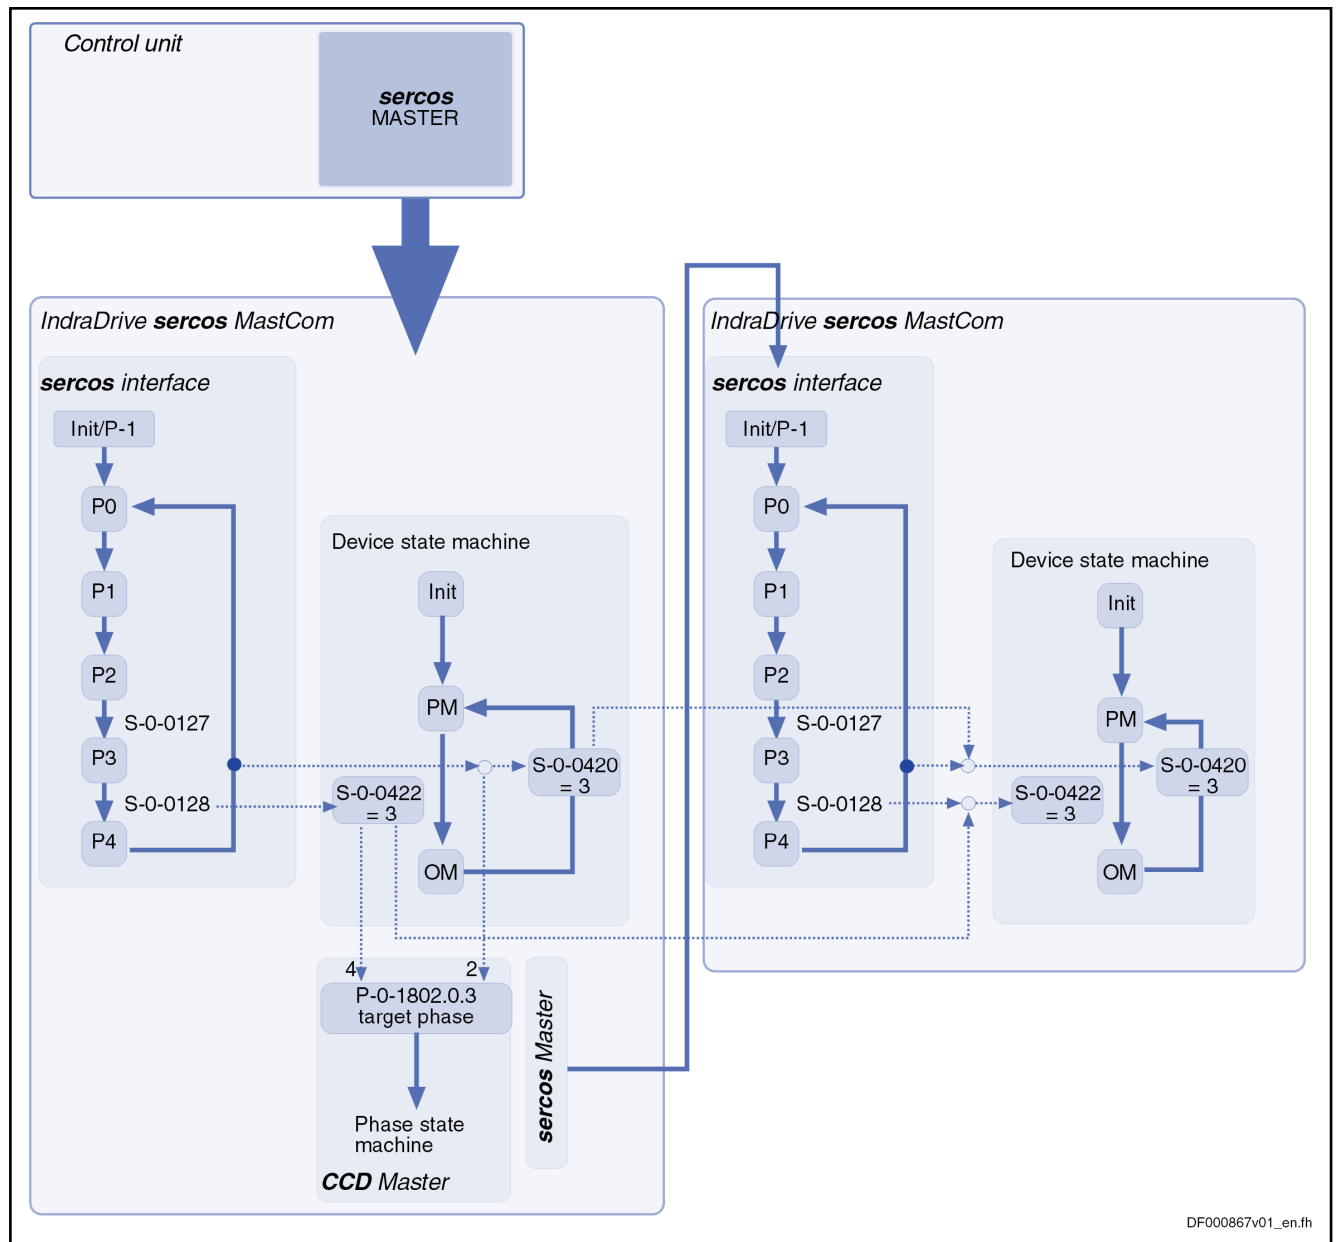 Control unit
sercos
MASTER
IndraDrive sercos MastCom
sercos interface
Init/P-1
P0
P1
P2
S-0-0127
P3
S-0-0128
P4
Device state machine
Init
PM
S-0-0420
= 3
S-0-0422
= 3
OM
4
2
P-0-1802.0.3
target phase
Phase state
machine
CCD Master
sercos Master
IndraDrive sercos MastCom
sercos interface
Init/P-1
P0
P1
P2
S-0-0127
P3
S-0-0128
P4
Device state machine
Init
PM
S-0-0420
= 3
S-0-0422
= 3
OM
DF000867v01_en.fh